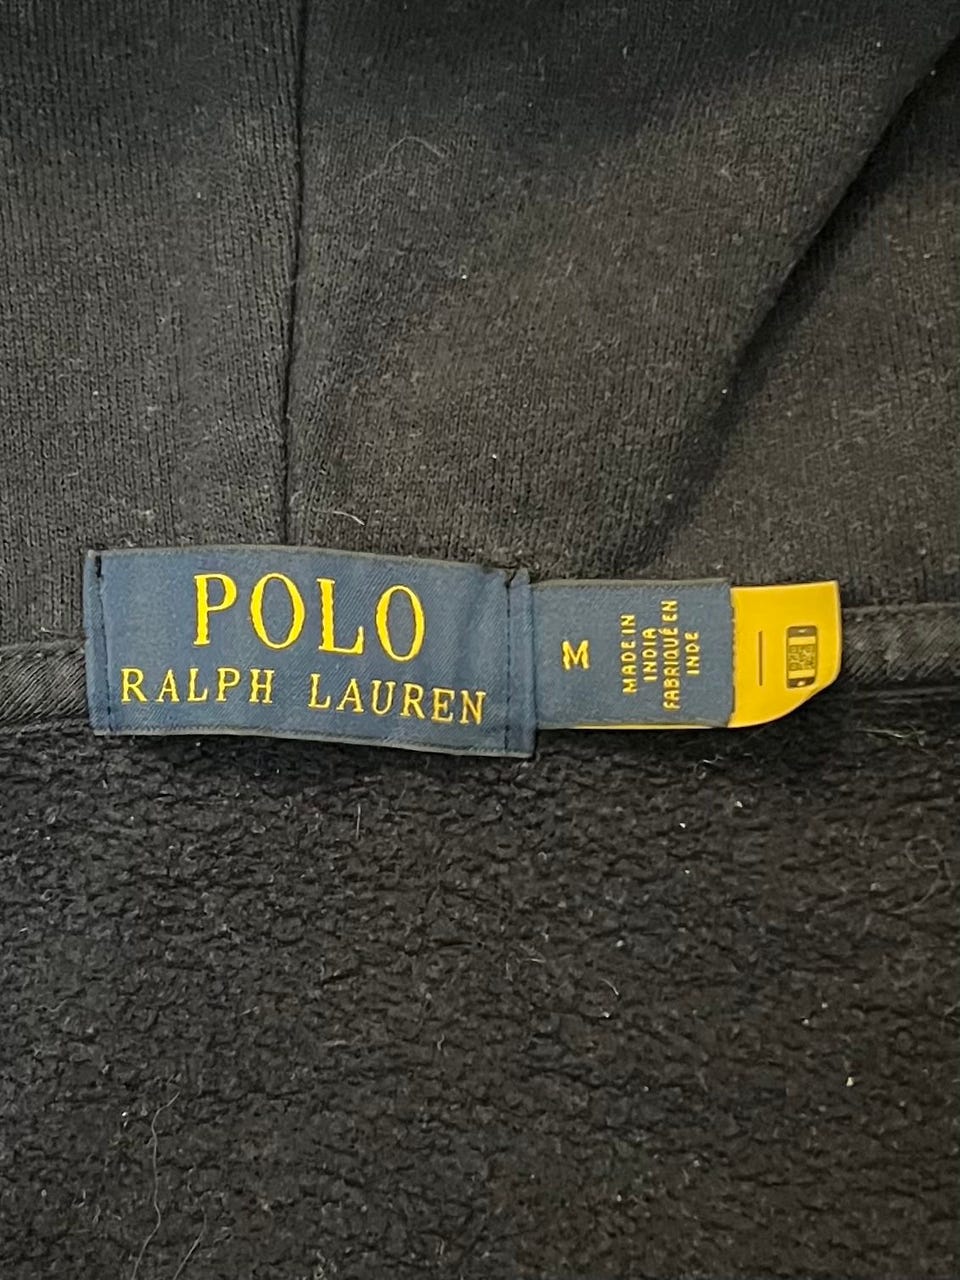 POLO
RALPH LAUREN
M
MADE IN
INDIA
FABRIQUÉ EN
INDE